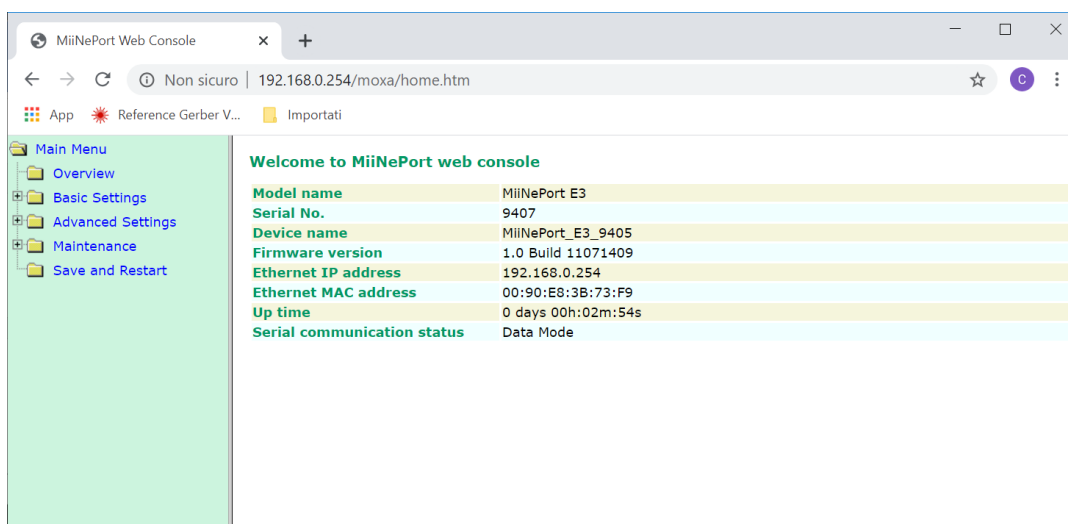 MiiNePort Web Console
Non sicuro | 192.168.0.254/moxa/home.htm
C
App Reference Gerber V... Importati
Main Menu
Overview
Basic Settings
Advanced Settings
Maintenance
Save and Restart
Welcome to MiiNePort web console
Model name MiiNePort E3
Serial No. 9407
Device name MiiNePort_E3_9405
Firmware version 1.0 Build 11071409
Ethernet IP address 192.168.0.254
Ethernet MAC address 00:90:E8:3B:73:F9
Up time 0 days 00h:02m:54s
Serial communication status Data Mode